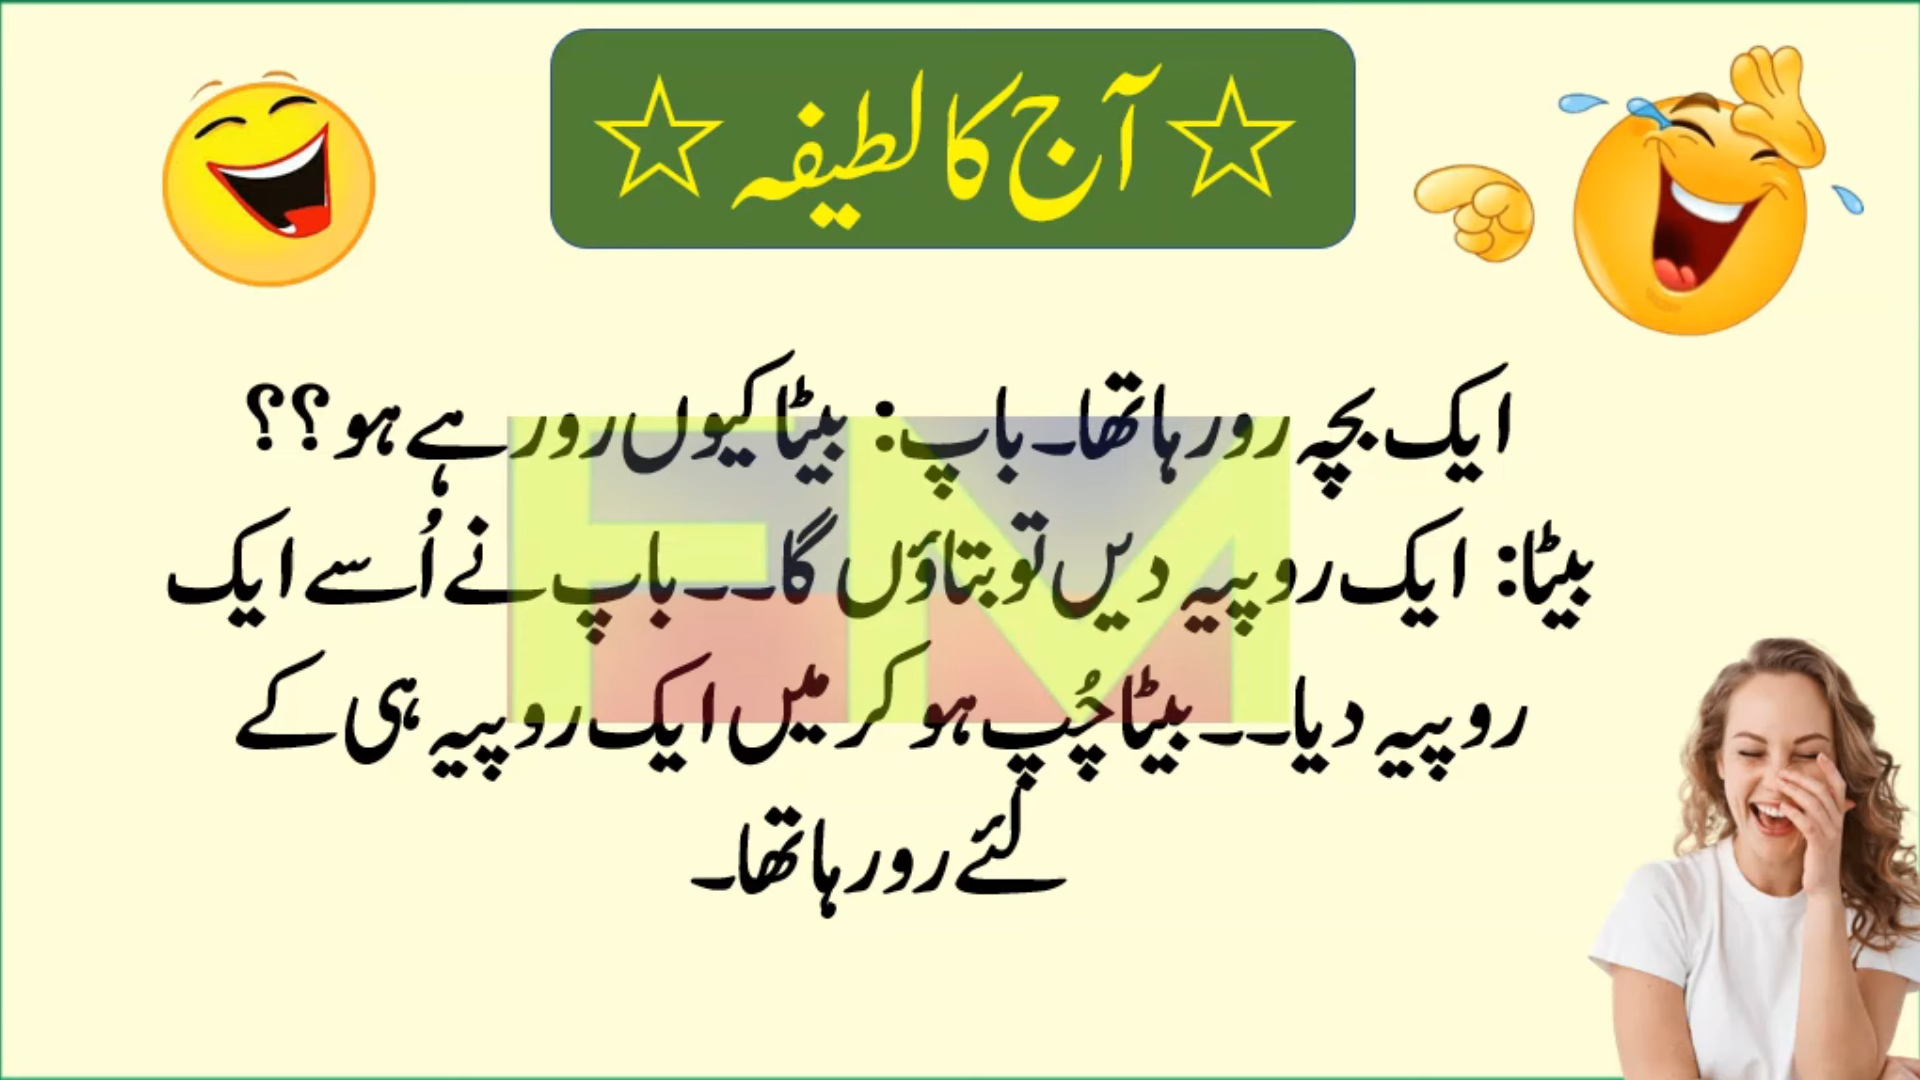 ☆ آج کا لطیفہ ☆
ایک بچہ رو رہا تھا۔ باپ: بیٹا کیوں رو رہے ہو؟؟
بیٹا: ایک روپیہ دیں تو بتاؤں گا۔۔ باپ نے اُسے ایک
روپیہ دیا۔۔ بیٹا چُپ ہو کر میں ایک روپیہ ہی کے
لئے رو رہا تھا۔
HM